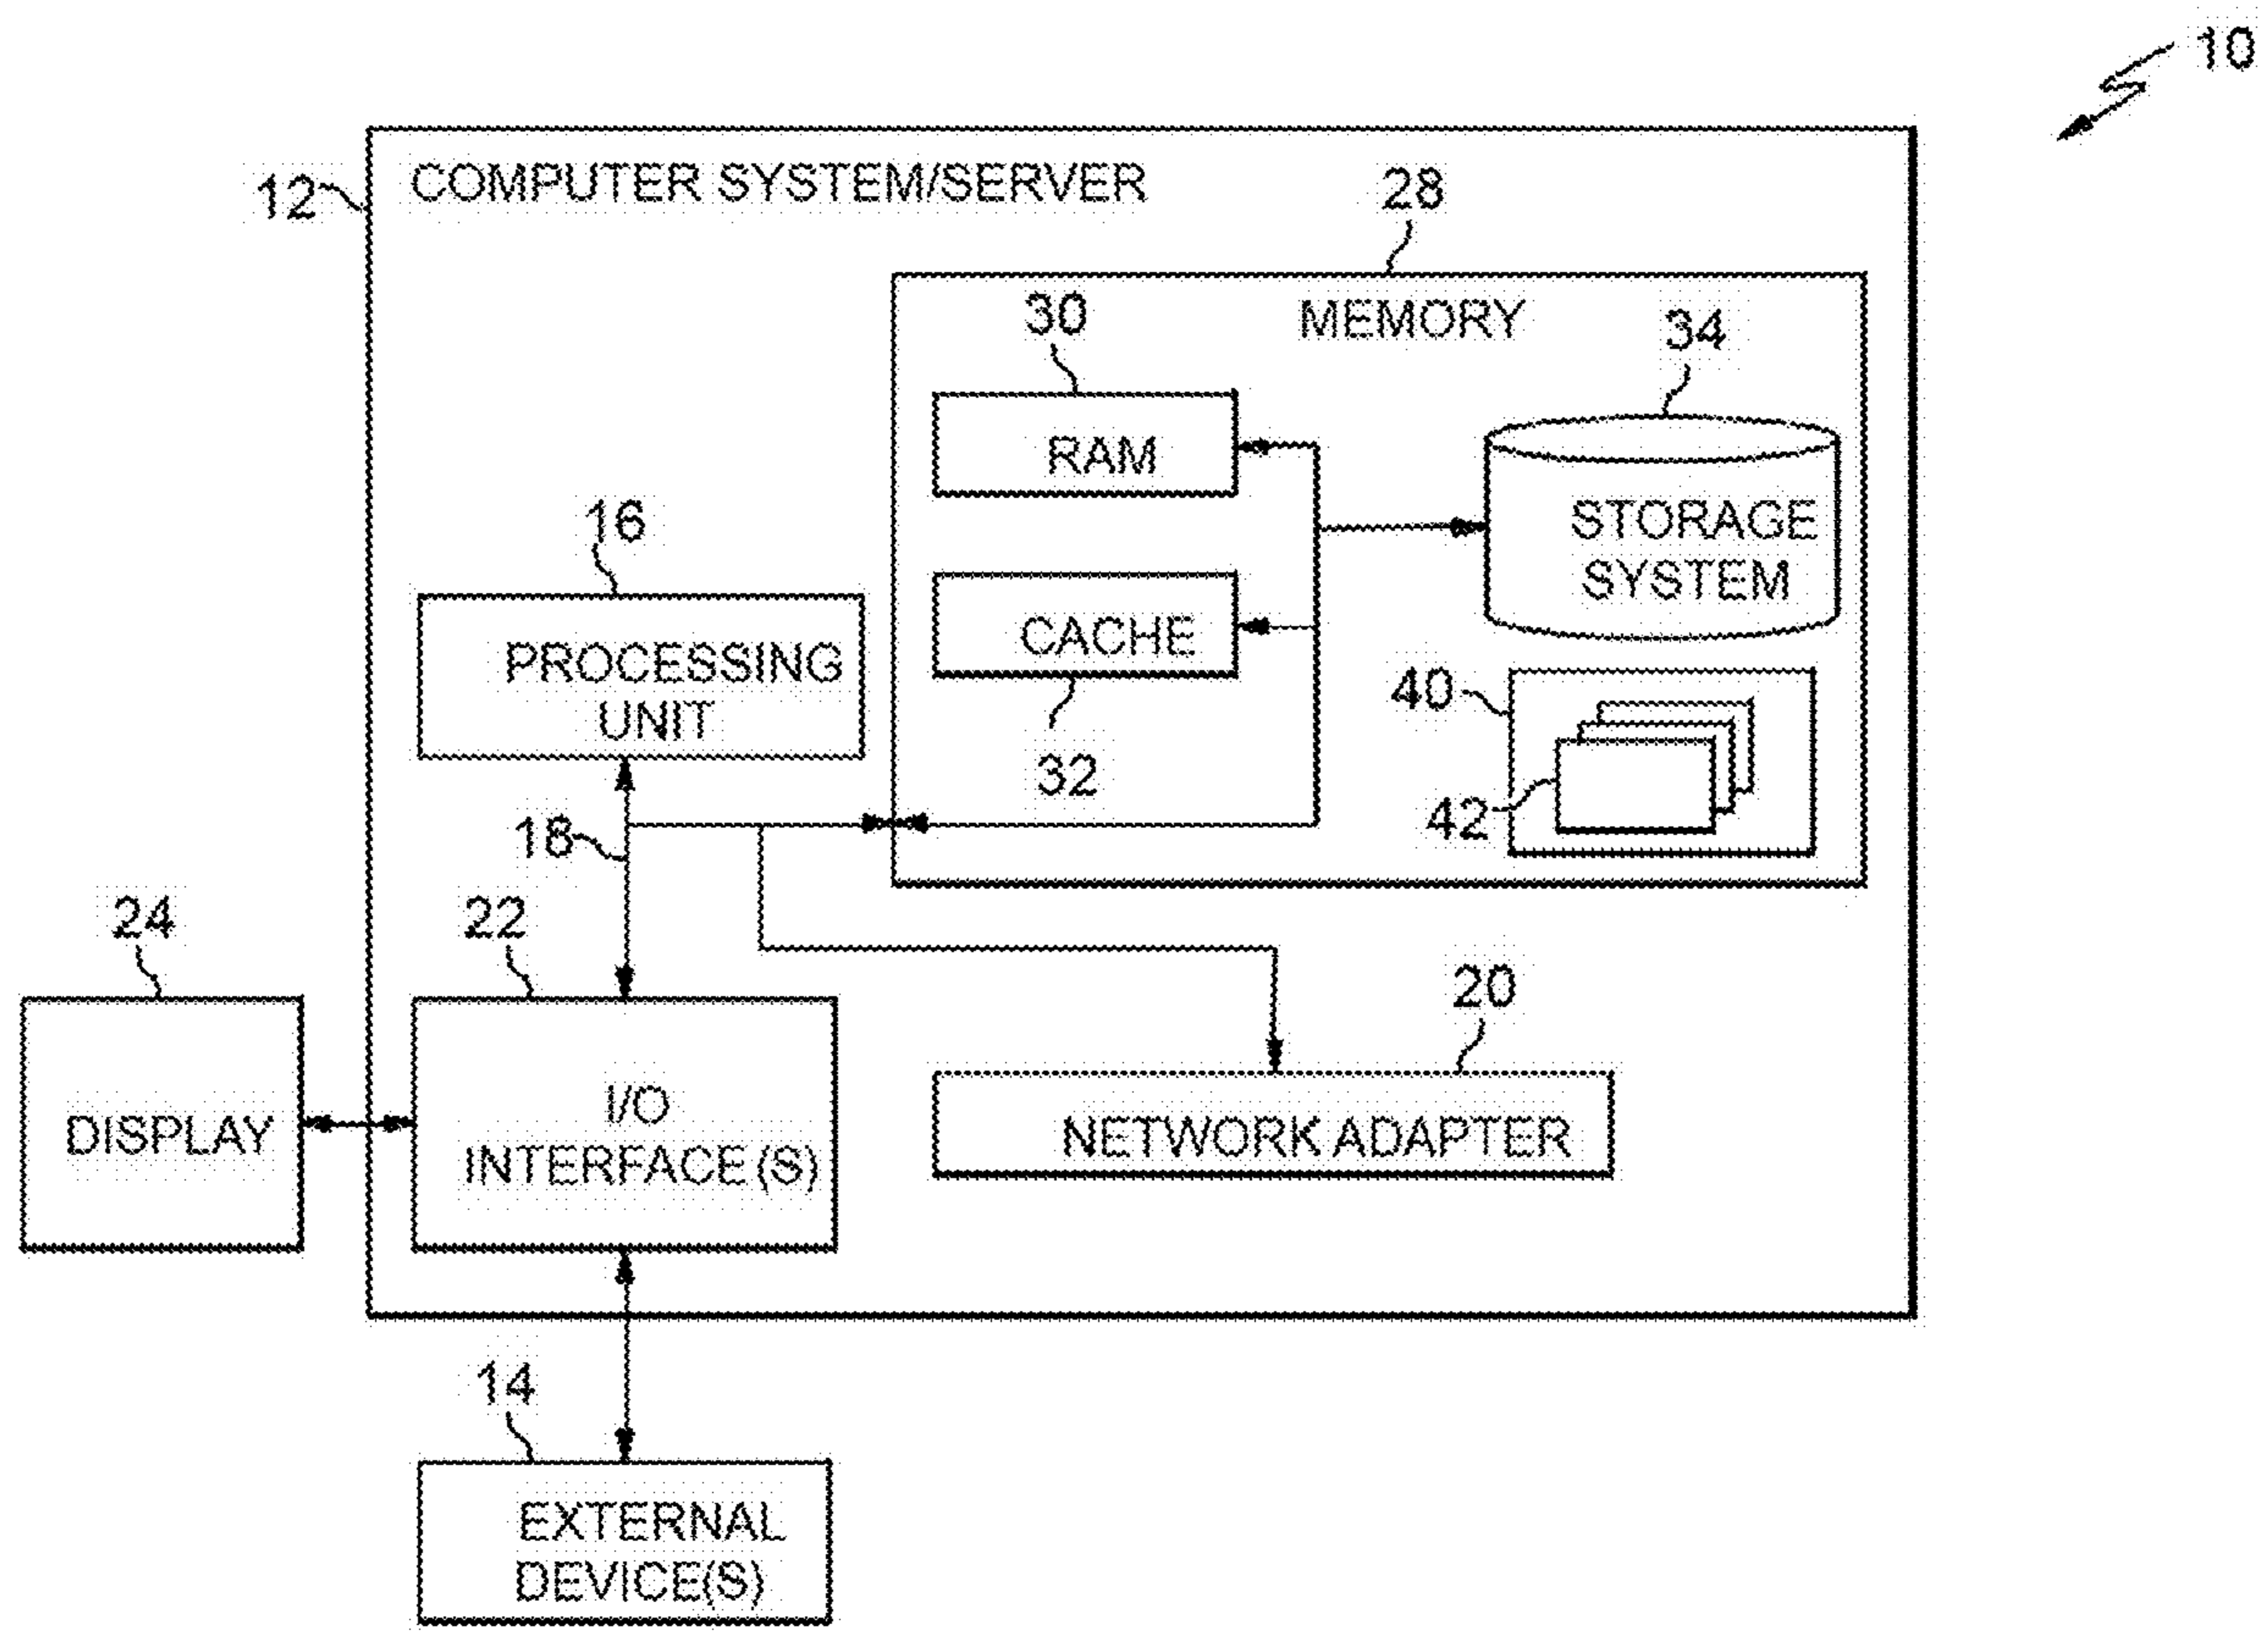 10
12
COMPUTER SYSTEM/SERVER
28
MEMORY
30
RAM
34
STORAGE
SYSTEM
16
PROCESSING
UNIT
CACHE
32
40
42
18
24
DISPLAY
22
I/O
INTERFACE(S)
20
NETWORK ADAPTER
14
EXTERNAL
DEVICE(S)